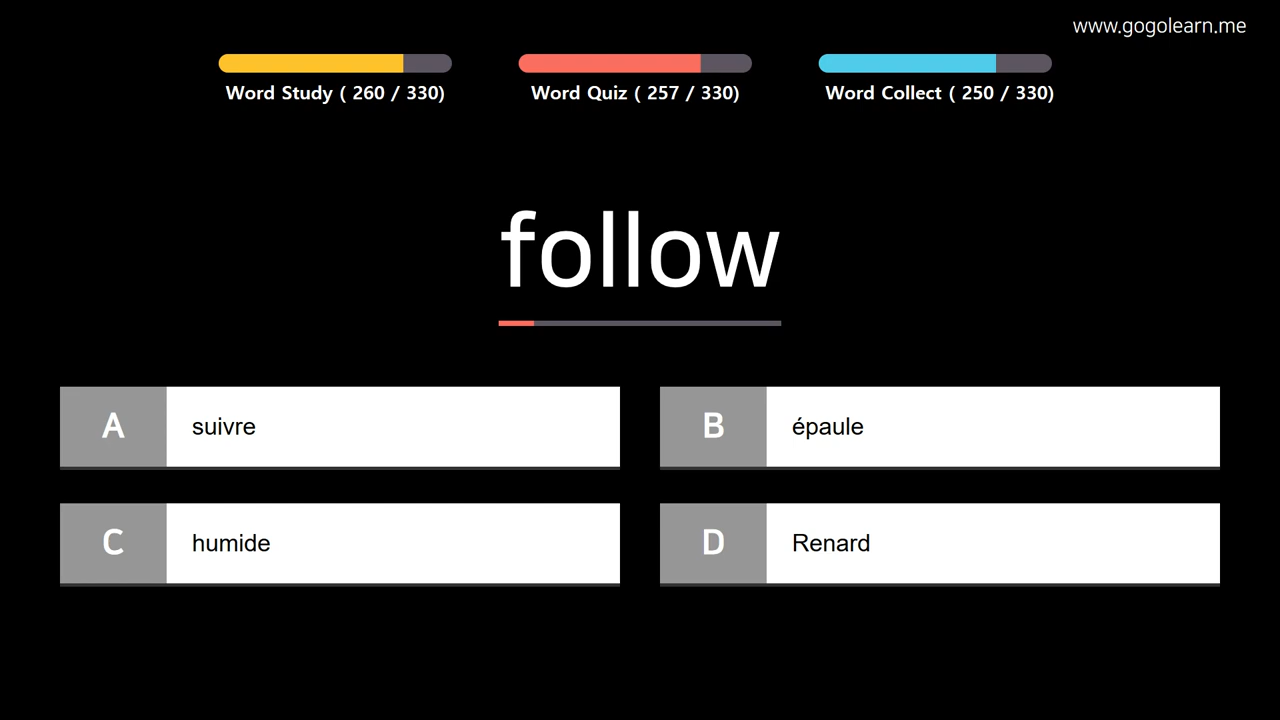 www.gogolearn.me
Word Study ( 260 / 330)
Word Quiz ( 257 / 330)
Word Collect ( 250 / 330)
follow
A suivre
B épaule
C humide
D Renard